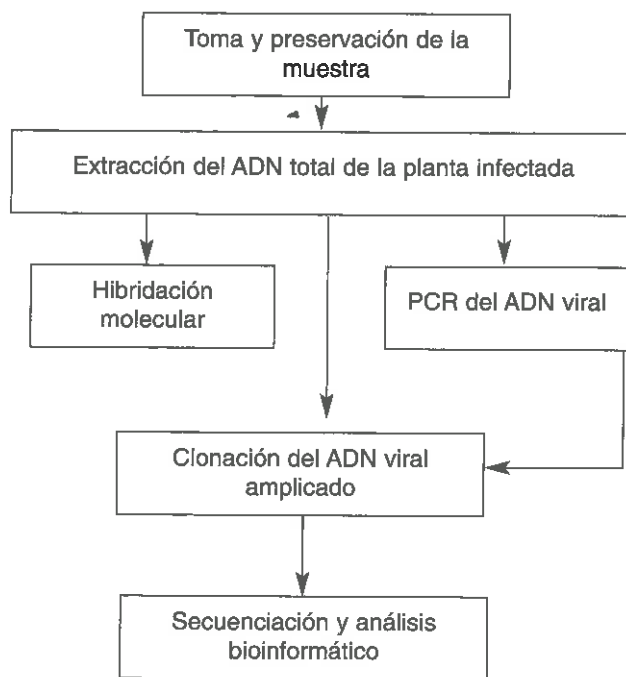 Toma y preservación de la
muestra
Extracción del ADN total de la planta infectada
Hibridación
molecular
PCR del ADN viral
Clonación del ADN viral
amplicado
Secuenciación y análisis
bioinformático